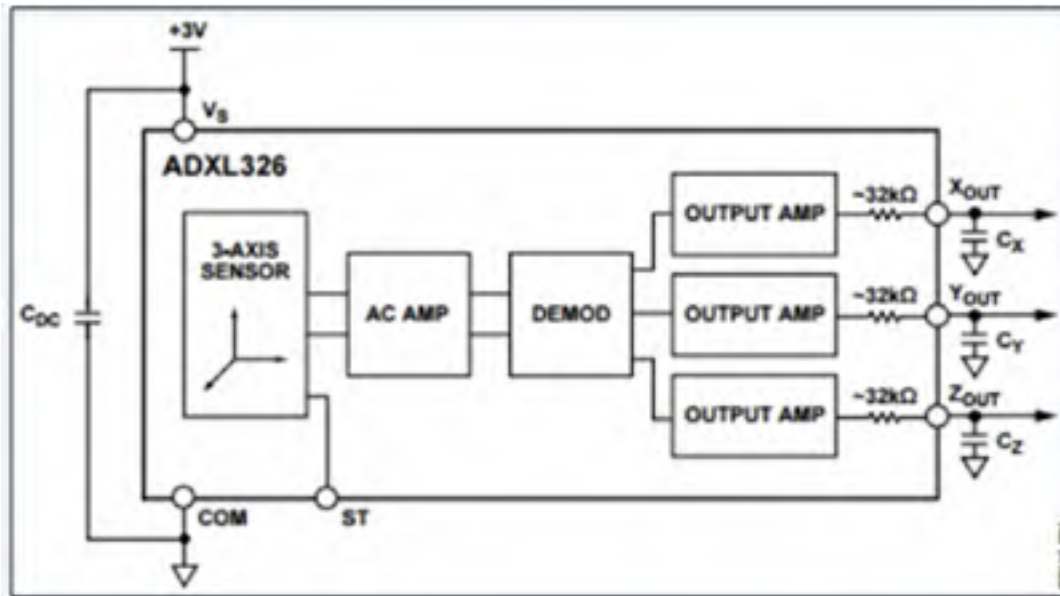 +3V
VS
ADXL326
3-AXIS
SENSOR
AC AMP
DEMOD
OUTPUT AMP
~32kΩ
XOUT
CX
OUTPUT AMP
~32kΩ
YOUT
CY
OUTPUT AMP
~32kΩ
ZOUT
CZ
CDC
COM
ST